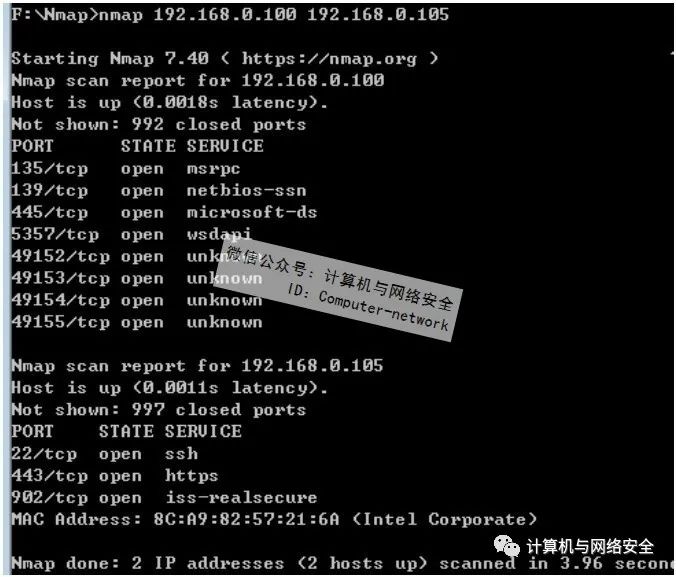 F:\Nmap>nmap 192.168.0.100 192.168.0.105
Starting Nmap 7.40 ( https://nmap.org )
Nmap scan report for 192.168.0.100
Host is up (0.0018s latency).
Not shown: 992 closed ports
PORT STATE SERVICE
135/tcp open msrpc
139/tcp open netbios-ssn
445/tcp open microsoft-ds
5357/tcp open wsdapi
49152/tcp open unknown
49153/tcp open unknown
49154/tcp open unknown
49155/tcp open unknown
微信公众号：计算机与网络安全
ID：Computer-network
Nmap scan report for 192.168.0.105
Host is up (0.0011s latency).
Not shown: 997 closed ports
PORT STATE SERVICE
22/tcp open ssh
443/tcp open https
902/tcp open iss-realsecure
MAC Address: 8C:A9:82:57:21:6A (Intel Corporate)
计算机与网络安全
Nmap done: 2 IP addresses (2 hosts up) scanned in 3.96 secon